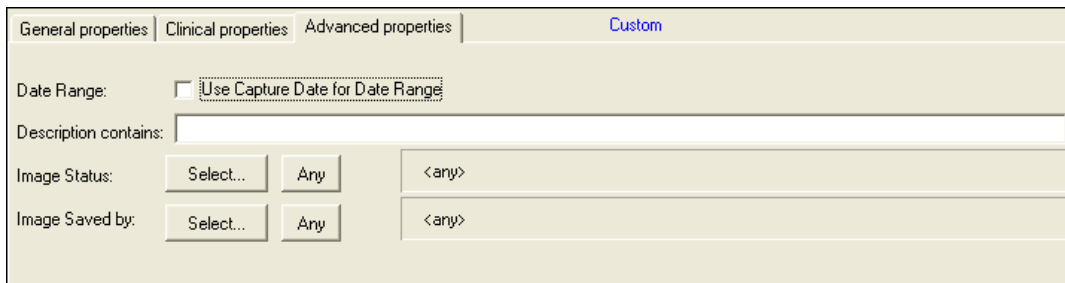 General properties Clinical properties Advanced properties Custom
Date Range: Use Capture Date for Date Range
Description contains:
Image Status: Select... Any <any>
Image Saved by: Select... Any <any>